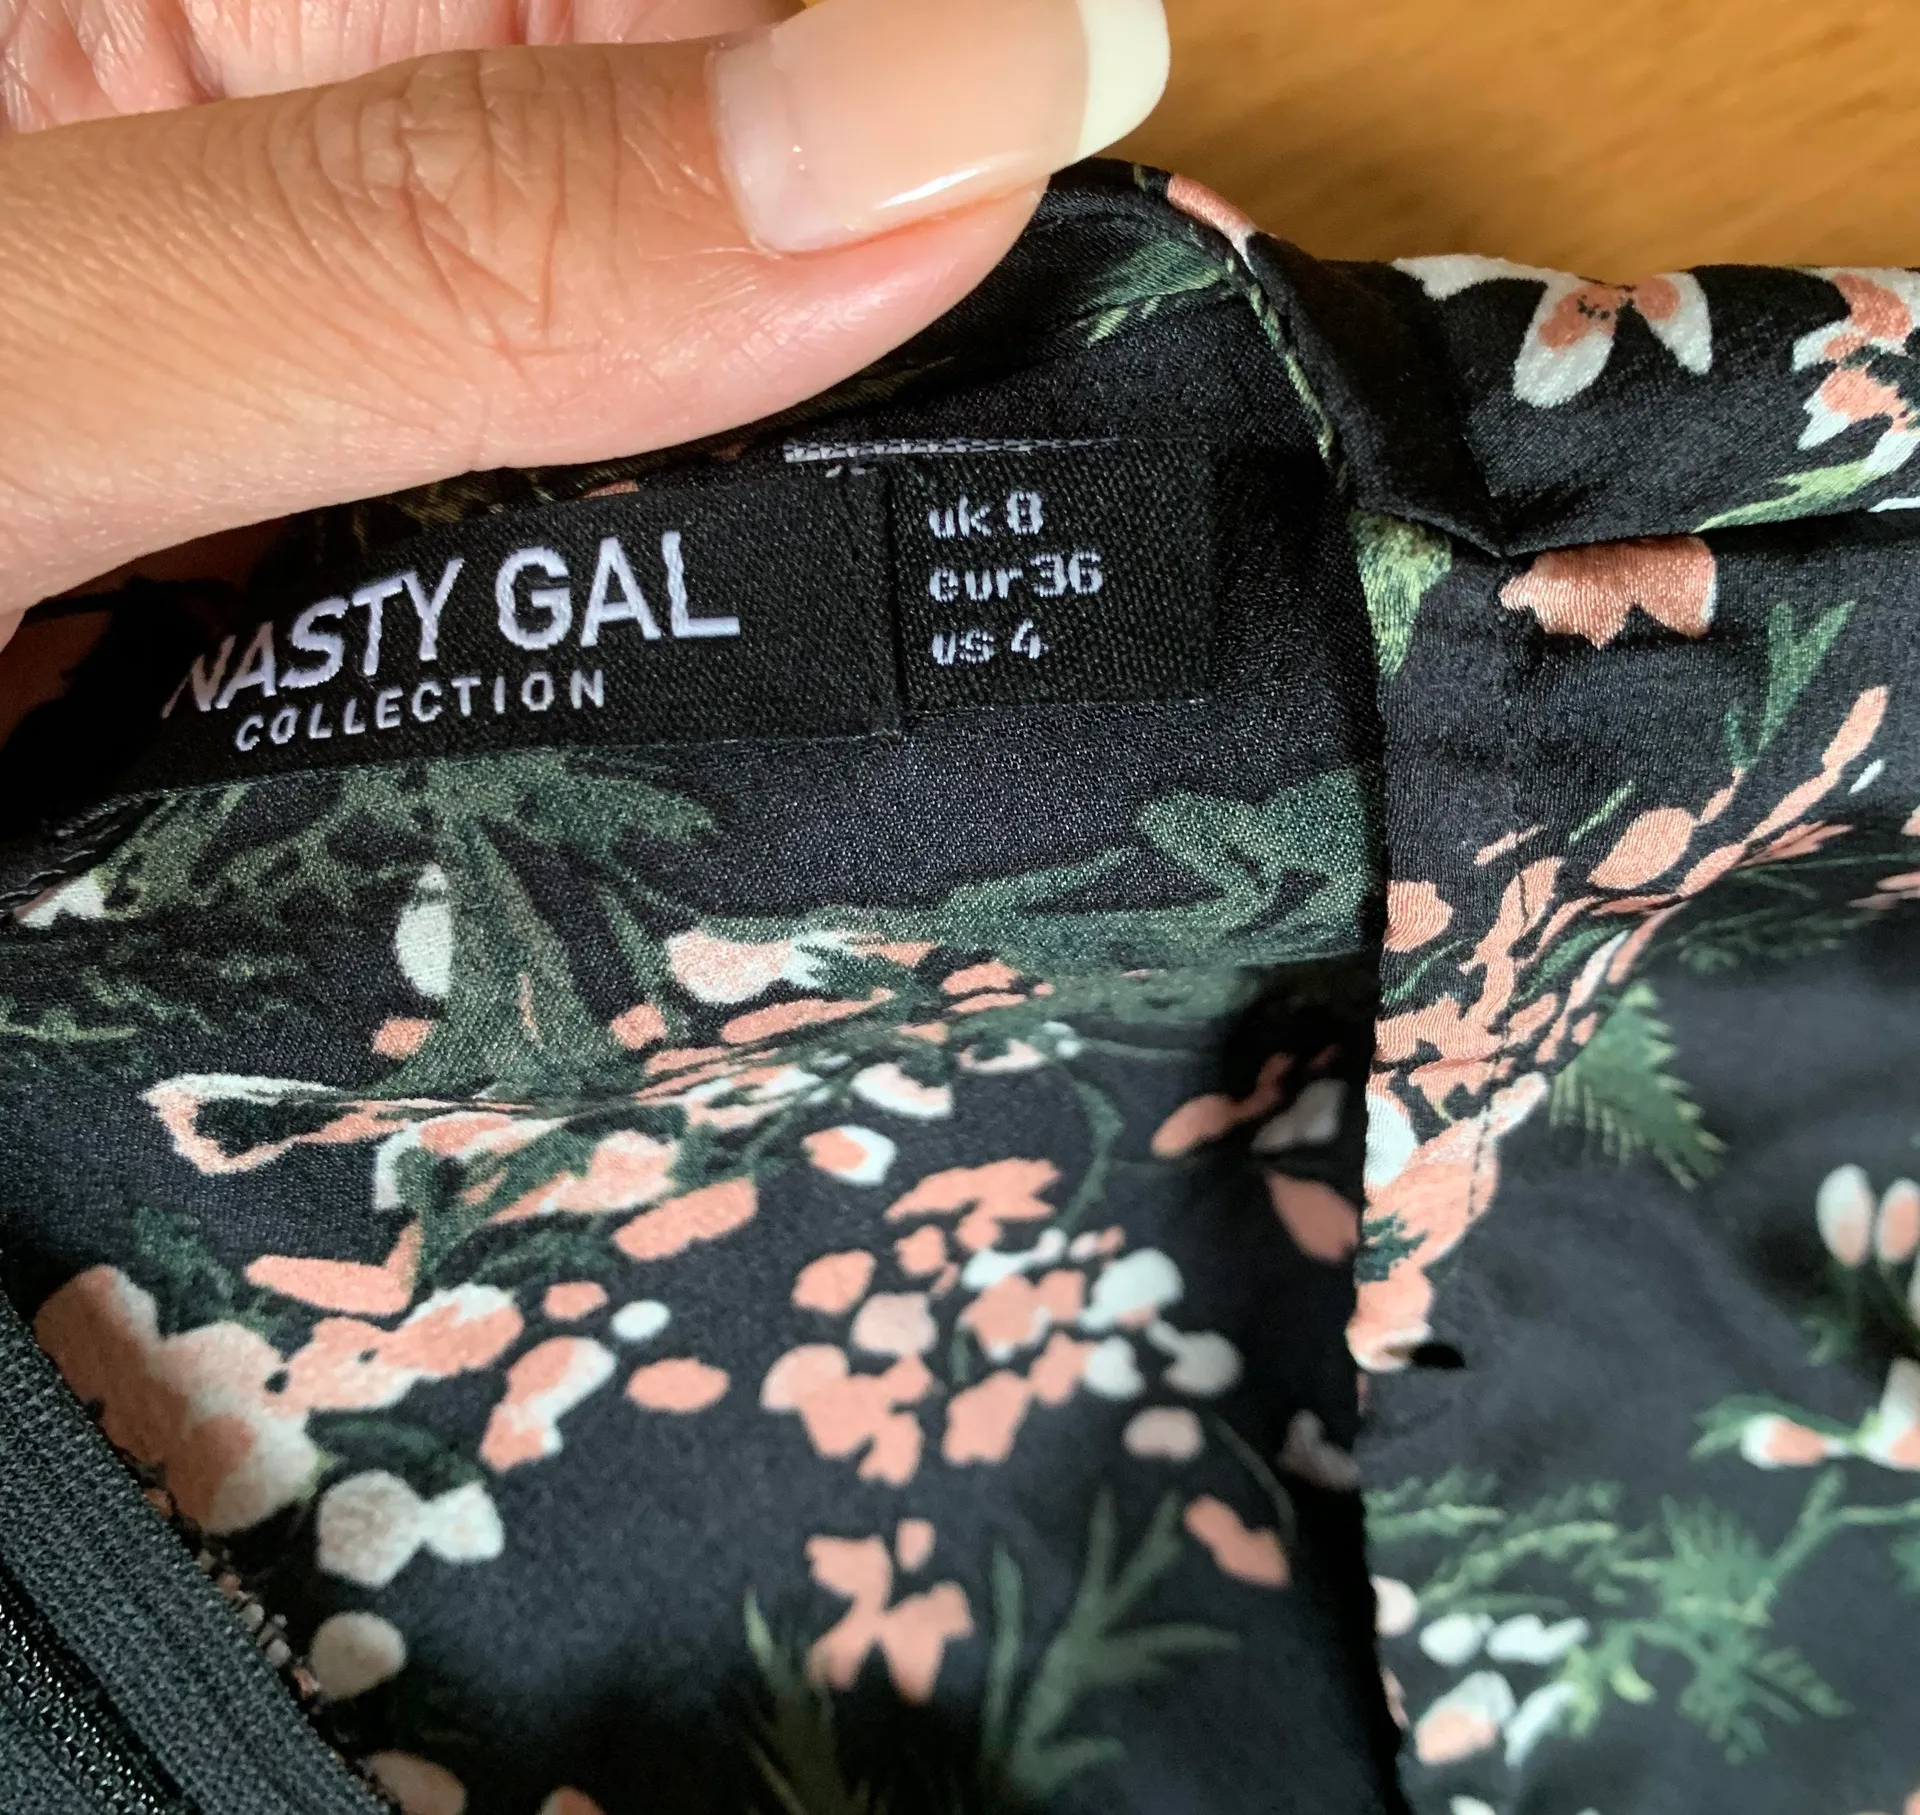 NASTY GAL
COLLECTION
uk 8
eur 36
us 4